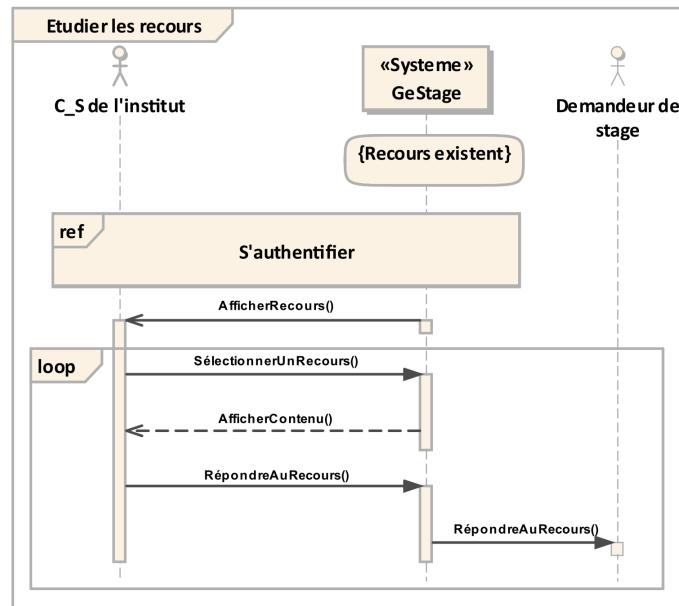 Etudier les recours
C_S de l'institut
«Systeme»
GeStage
Demandeur de
stage
{Recours existent}
ref
S'authentifier
AfficherRecours()
loop
SélectionnerUnRecours()
AfficherContenu()
RépondreAuRecours()
RépondreAuRecours()